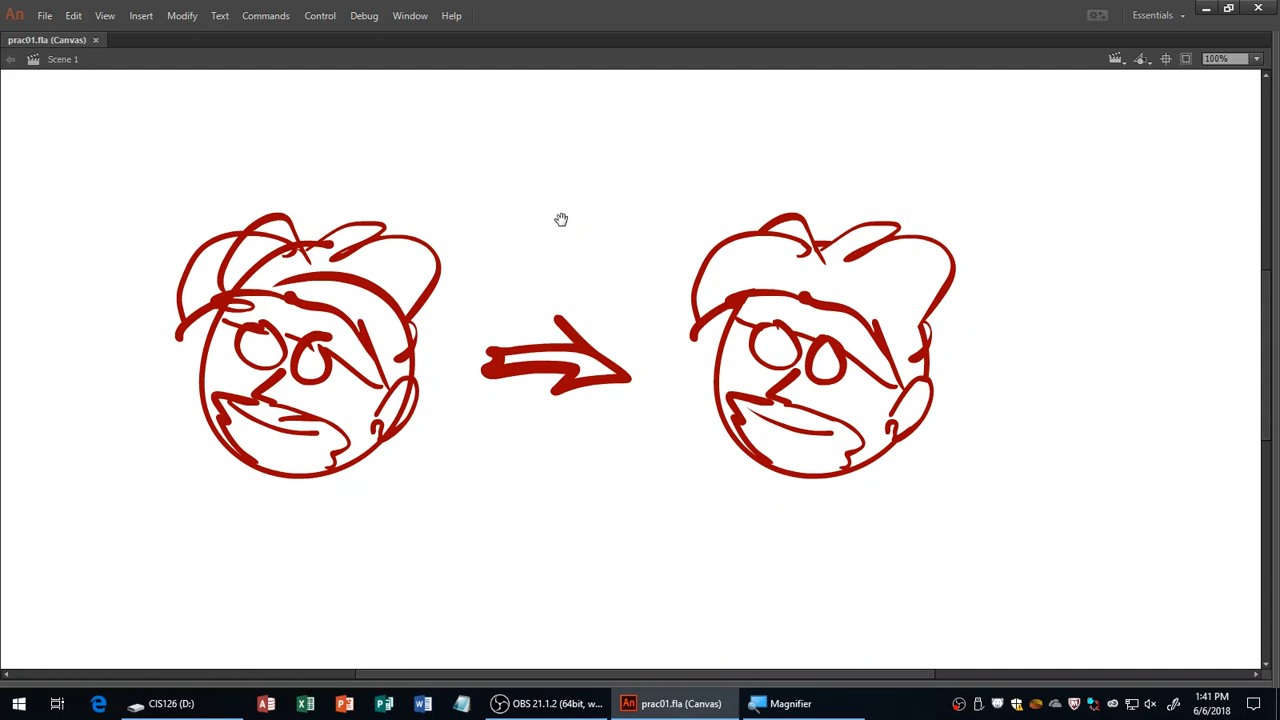 An File Edit View Insert Modify Text Commands Control Debug Window Help Essentials
prac01.fla (Canvas) ×
Scene 1 100%
CIS126 (D:) OBS 21.1.2 (64bit, w... An prac01.fla (Canvas) Magnifier 1:41 PM
6/6/2018